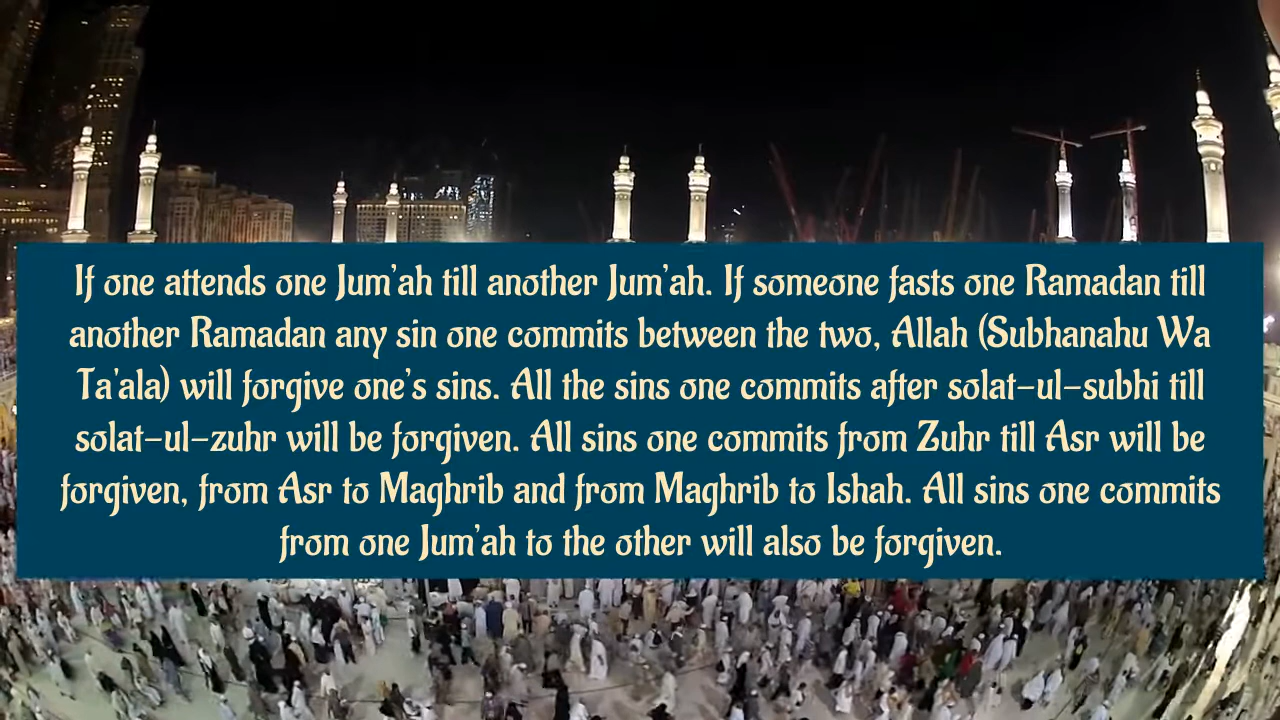 If one attends one Jum'ah till another Jum'ah. If someone fasts one Ramadan till
another Ramadan any sin one commits between the two, Allah (Subhanahu Wa
Ta'ala) will forgive one's sins. All the sins one commits after solat-ul-subhi till
solat-ul-zuhr will be forgiven. All sins one commits from Zuhr till Asr will be
forgiven, from Asr to Maghrib and from Maghrib to Ishah. All sins one commits
from one Jum'ah to the other will also be forgiven.